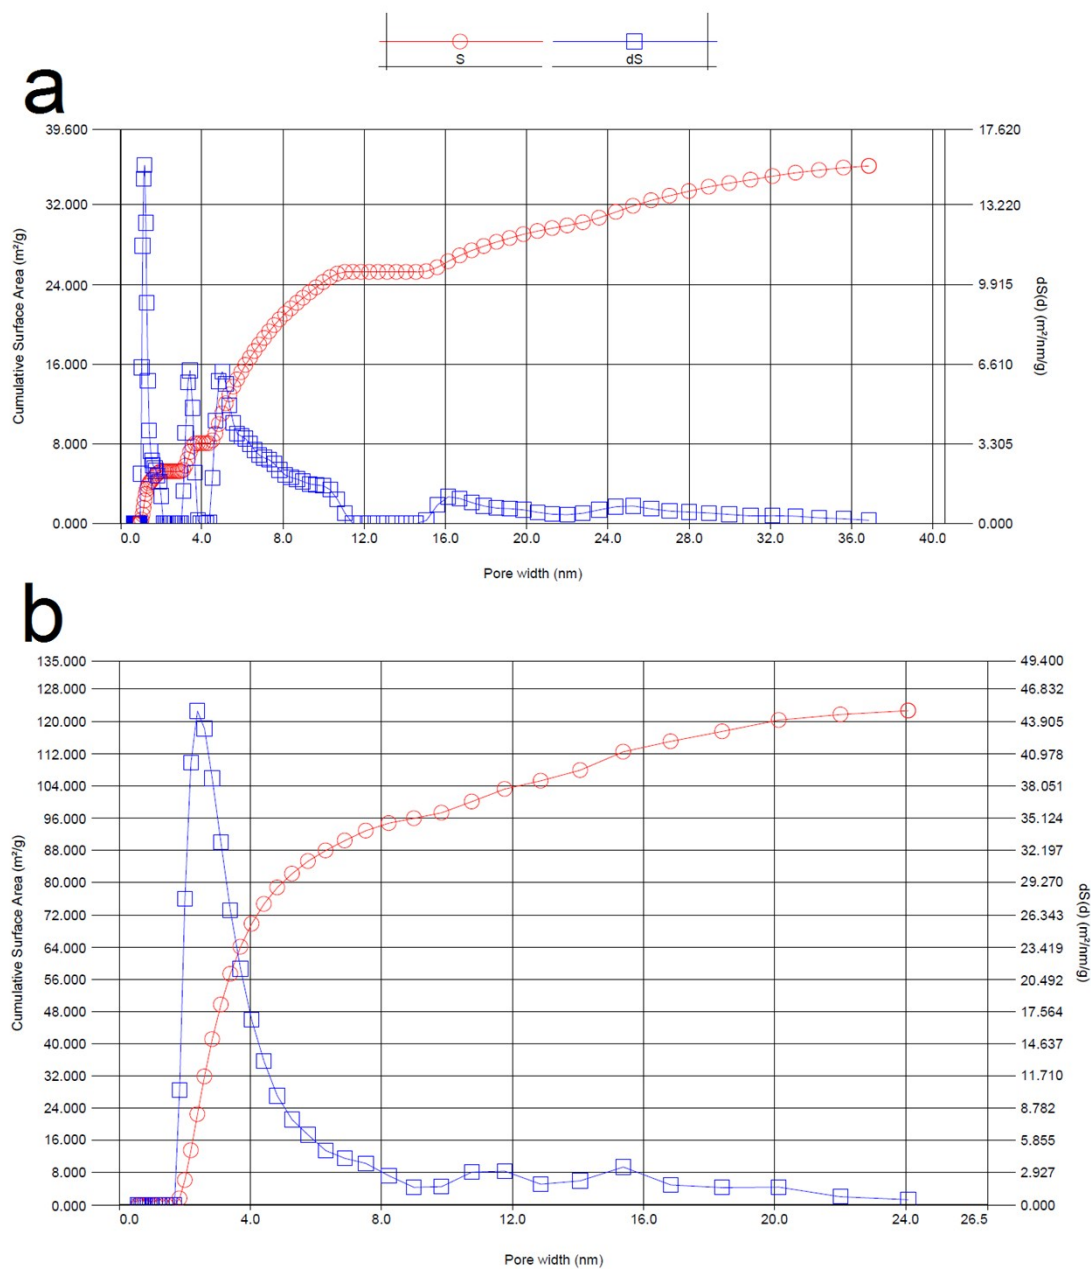 S dS
a
39.600 17.620
32.000 13.220
24.000 9.915
16.000 6.610
8.000 3.305
0.000 0.000
Cumulative Surface Area (m²/g)
dS(d) (m²/nm/g)
0.0 4.0 8.0 12.0 16.0 20.0 24.0 28.0 32.0 36.0 40.0
Pore width (nm)
b
135.000 49.400
128.000 46.832
120.000 43.905
112.000 40.978
104.000 38.051
96.000 35.124
88.000 32.197
80.000 29.270
72.000 26.343
64.000 23.419
56.000 20.492
48.000 17.564
40.000 14.637
32.000 11.710
24.000 8.782
16.000 5.855
8.000 2.927
0.000 0.000
Cumulative Surface Area (m²/g)
dS(d) (m²/nm/g)
0.0 4.0 8.0 12.0 16.0 20.0 24.0 26.5
Pore width (nm)